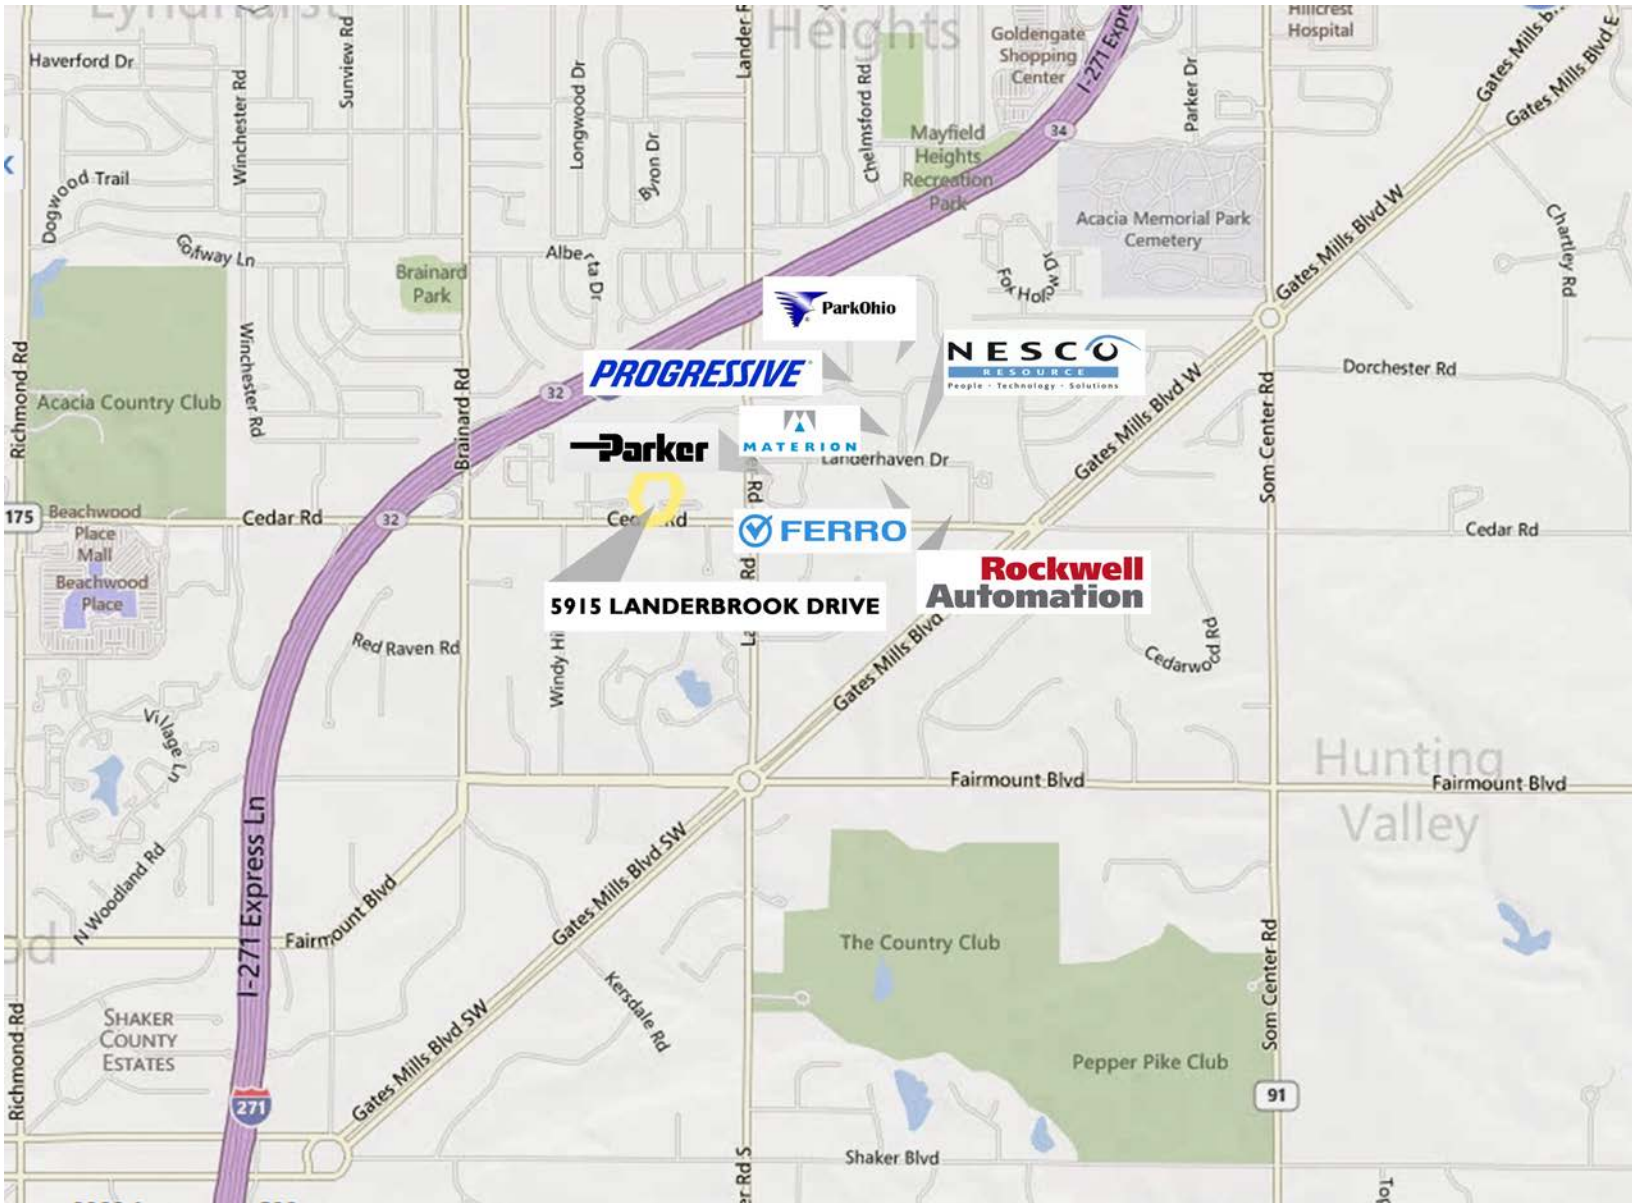 Lyndhurst
Heights
Hillcrest
Hospital
Haverford Dr
Winchester Rd
Sunview Rd
Longwood Dr
Byron Dr
Chelmsford Rd
Goldengate
Shopping
Center
I-271 Expre
34
Parker Dr
Gates Mills Blvd E
Mayfield
Heights
Recreation
Park
Dogwood Trail
Golfway Ln
Alberta Dr
Brainard
Park
Acacia Memorial Park
Cemetery
Fox Hollow Dr
Gates Mills Blvd W
Chartley Rd
ParkOhio
PROGRESSIVE
NESCO
RESOURCE
People · Technology · Solutions
Richmond Rd
Winchester Rd
Brainard Rd
32
Acacia Country Club
Dorchester Rd
Som Center Rd
Gates Mills Blvd W
Parker
MATERION
Landerhaven Dr
175
Beachwood
Place
Mall
Beachwood
Place
Cedar Rd
32
FERRO
Cedar Rd
Rockwell
Automation
5915 LANDERBROOK DRIVE
Red Raven Rd
Gates Mills Blvd
Cedarwood Rd
Village Ln
Hunting
Valley
Fairmount Blvd
Fairmount Blvd
N Woodland Rd
I-271 Express Ln
Fairmount Blvd
Gates Mills Blvd SW
The Country Club
Som Center Rd
Richmond Rd
SHAKER
COUNTY
ESTATES
Kersdale Rd
Gates Mills Blvd SW
Pepper Pike Club
271
91
Shaker Blvd